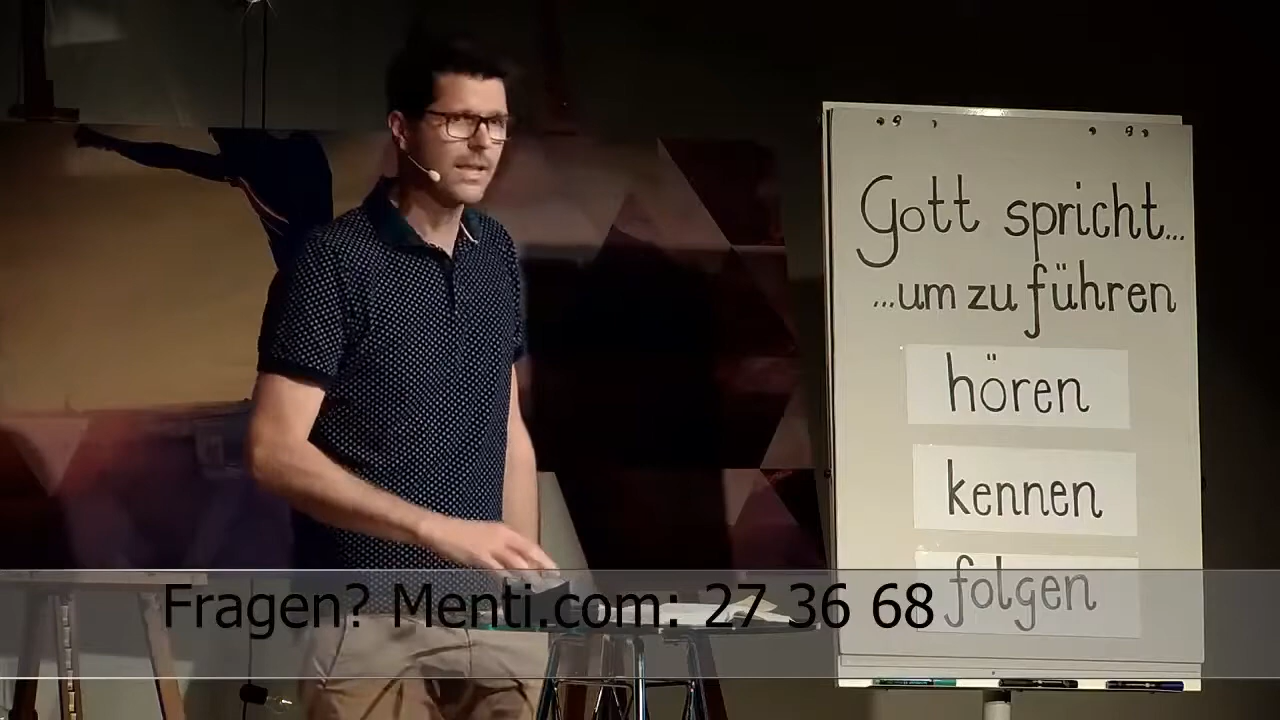 Gott spricht...
...um zu führen
hören
kennen
folgen
Fragen? Menti.com: 27 36 68